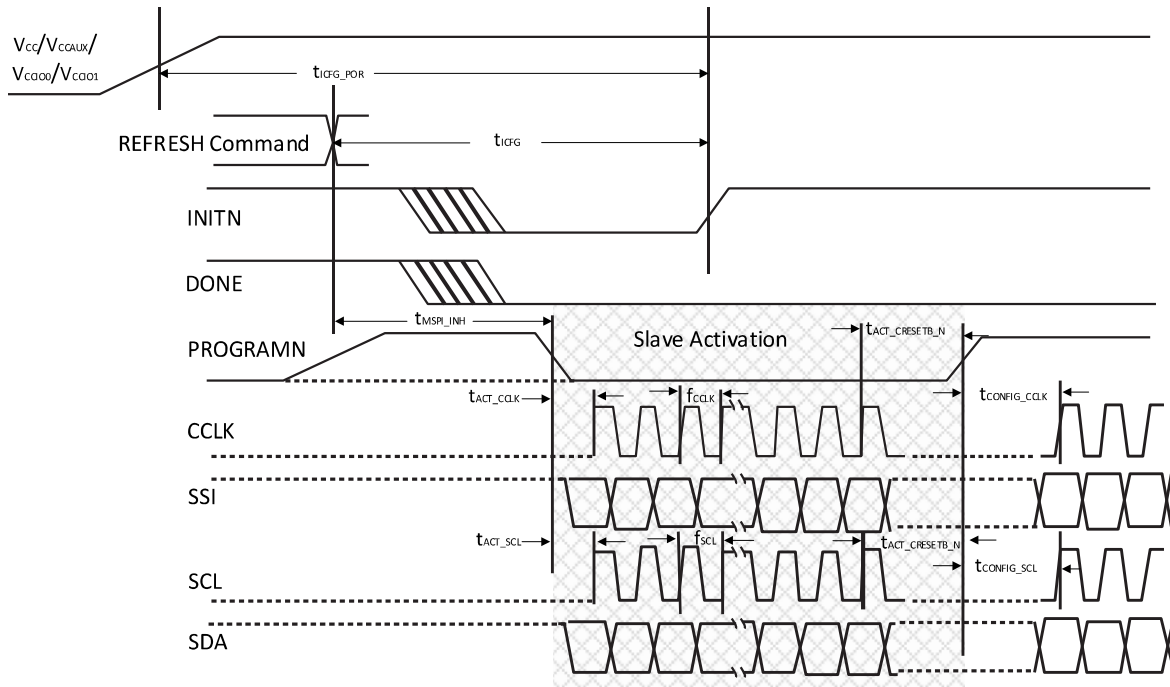 VCC/VCCAUX/
VCCIO0/VCCIO1
tICFG_POR
REFRESH Command
tICFG
INITN
DONE
tMSPI_INH
Slave Activation
tACT_CRESETB_N
PROGRAMN
tACT_CCLK
fCCLK
tCONFIG_CCLK
CCLK
SSI
tACT_SCL
fSCL
tACT_CRESETB_N
tCONFIG_SCL
SCL
SDA